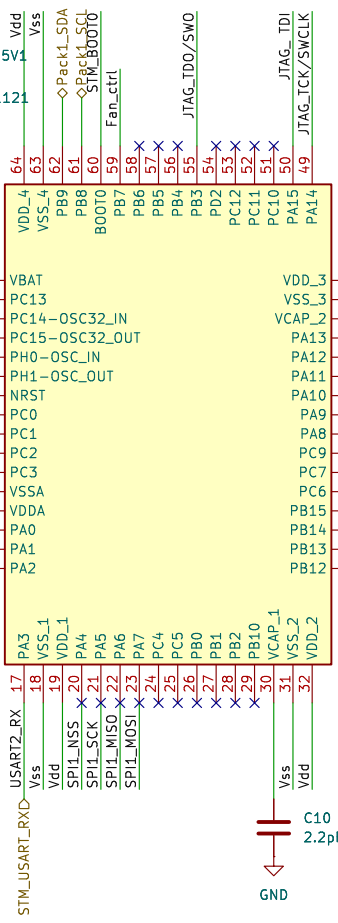 Vdd
Vss
Pack1_SDA
Pack1_SCL
STM_BOOT0
Fan_ctrl
JTAG_TDO/SWO
JTAG_ TDI
JTAG_TCK/SWCLK
5V1
1121
64
63
62
61
60
59
58
57
56
55
54
53
52
51
50
49
VDD_4
VSS_4
PB9
PB8
BOOT0
PB7
PB6
PB5
PB4
PB3
PD2
PC12
PC11
PC10
PA15
PA14
VBAT
PC13
PC14-OSC32_IN
PC15-OSC32_OUT
PH0-OSC_IN
PH1-OSC_OUT
NRST
PC0
PC1
PC2
PC3
VSSA
VDDA
PA0
PA1
PA2
VDD_3
VSS_3
VCAP_2
PA13
PA12
PA11
PA10
PA9
PA8
PC9
PC7
PC6
PB15
PB14
PB13
PB12
PA3
VSS_1
VDD_1
PA4
PA5
PA6
PA7
PC4
PC5
PB0
PB1
PB2
PB10
VCAP_1
VSS_2
VDD_2
17
18
19
20
21
22
23
24
25
26
27
28
29
30
31
32
USART2_RX
Vss
Vdd
SPI1_NSS
SPI1_SCK
SPI1_MISO
SPI1_MOSI
Vss
Vdd
STM_USART_RXD
C10
2.2p
GND